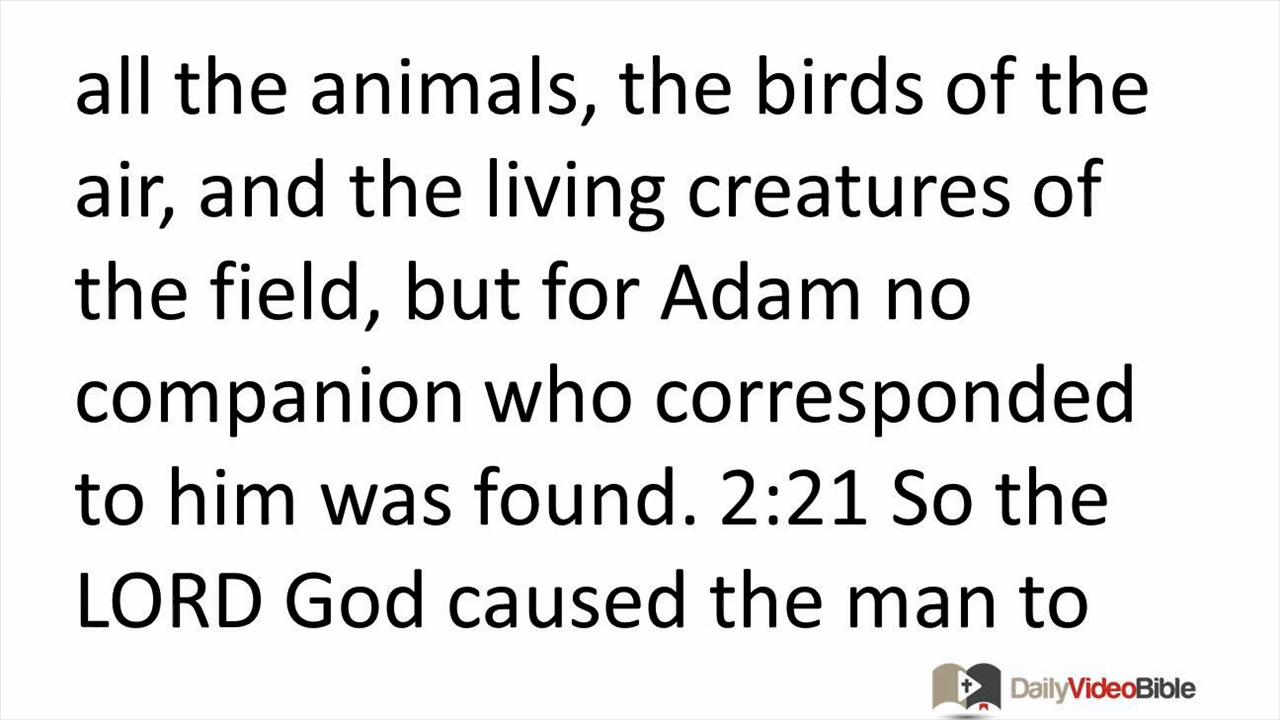 all the animals, the birds of the
air, and the living creatures of
the field, but for Adam no
companion who corresponded
to him was found. 2:21 So the
LORD God caused the man to
DailyVideoBible